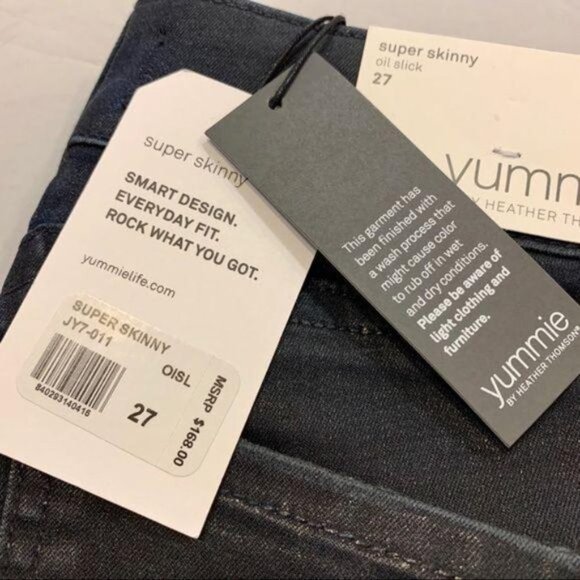 super skinny
oil slick
27
yumm
BY HEATHER TH
super skinny
SMART DESIGN.
EVERYDAY FIT.
ROCK WHAT YOU GOT.
yummielife.com
SUPER SKINNY
JY7-011
OISL
840293140416
27
MSRP $168.00
This garment has
been finished with
a wash process that
might cause color
to rub off in wet
and dry conditions.
Please be aware of
light clothing and
furniture.
yummie
BY HEATHER THOMSON